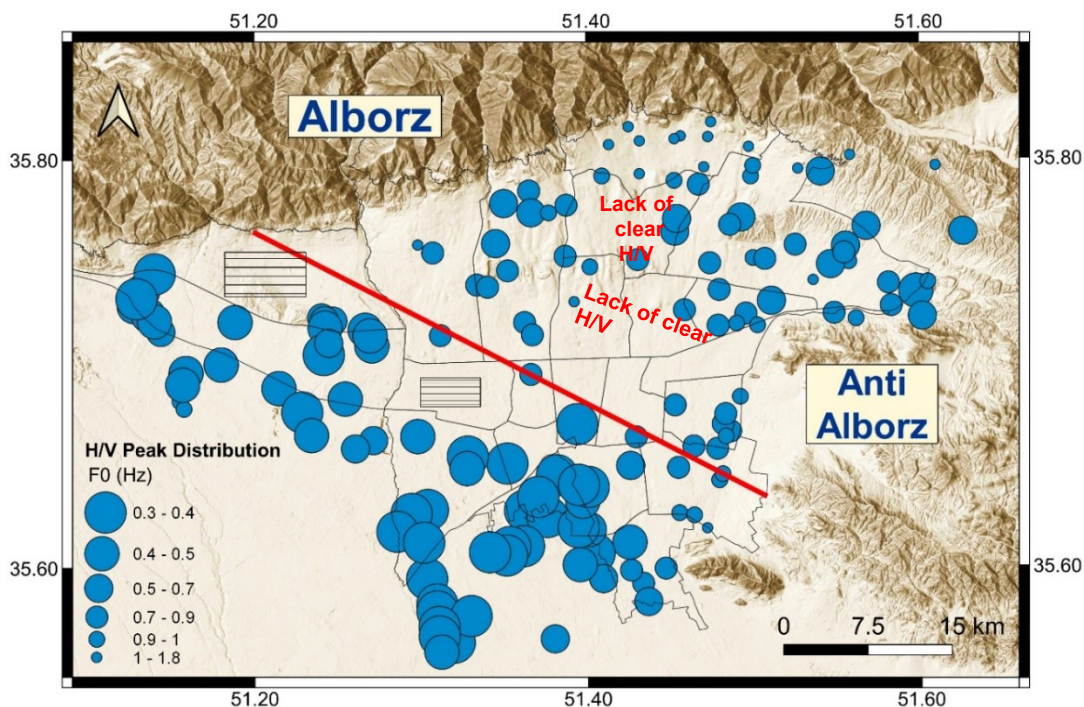 51.20
51.40
51.60
Alborz
35.80
35.80
Lack of
clear
H/V
Lack of clear
H/V
Anti
Alborz
H/V Peak Distribution
F0 (Hz)
0.3 - 0.4
0.4 - 0.5
0.5 - 0.7
0.7 - 0.9
0.9 - 1
1 - 1.8
35.60
35.60
0 7.5 15 km
51.20
51.40
51.60